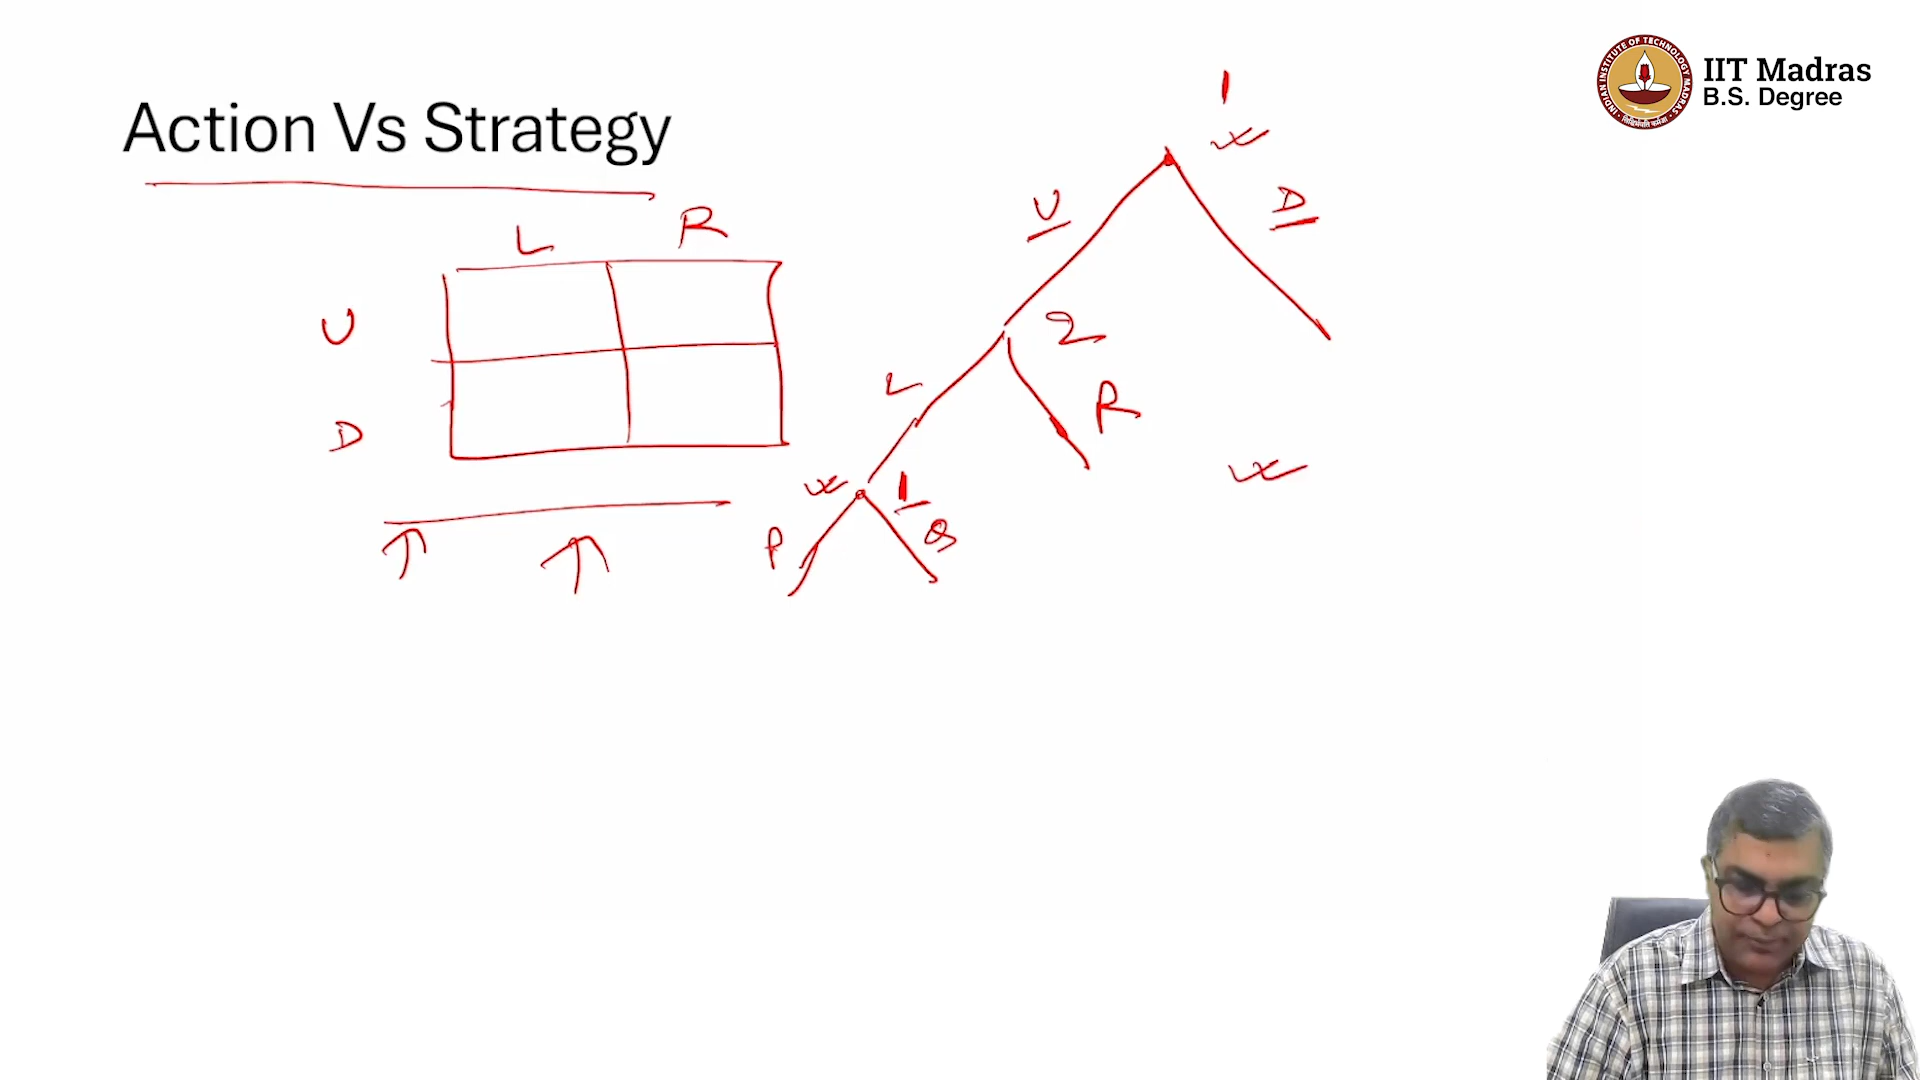 IIT Madras
B.S. Degree
Action Vs Strategy
L R
U
D
1
U D
2
L R
1
P Q